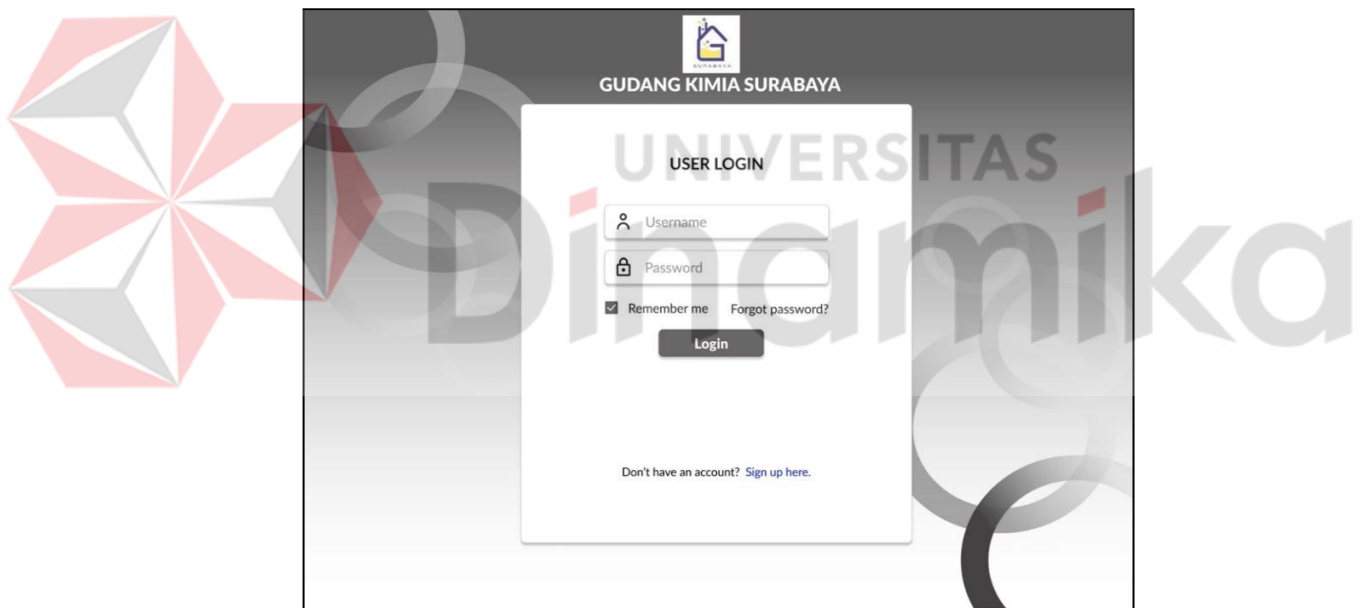 SURABAYA
GUDANG KIMIA SURABAYA
UNIVERSITAS
Dinamika
USER LOGIN
Username
Password
Remember me Forgot password?
Login
Don't have an account? Sign up here.